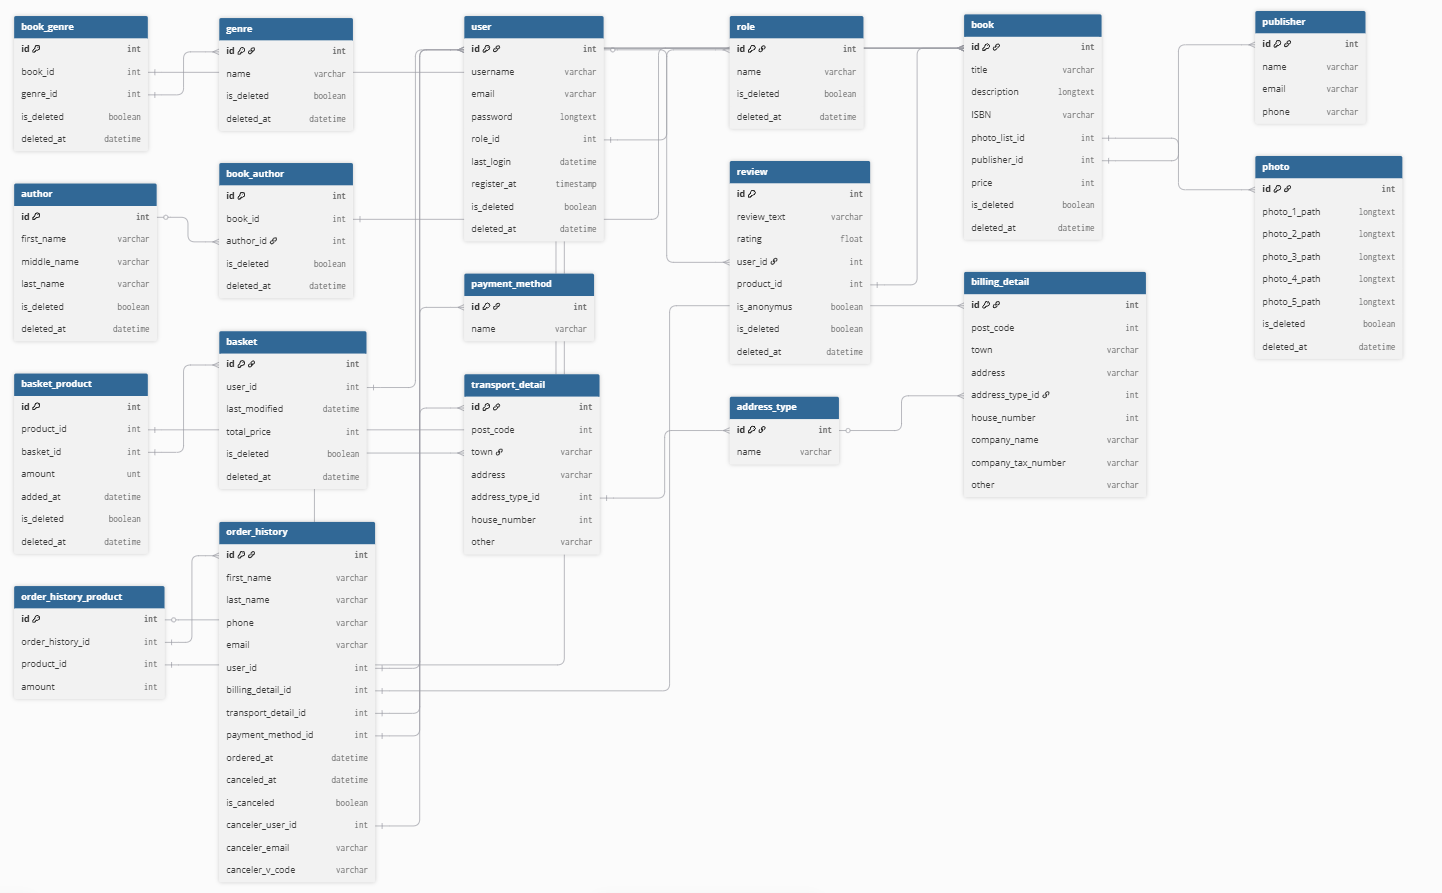 book_genre
id int
book_id int
genre_id int
is_deleted boolean
deleted_at datetime
genre
id int
name varchar
is_deleted boolean
deleted_at datetime
user
id int
username varchar
email varchar
password longtext
role_id int
last_login datetime
register_at timestamp
is_deleted boolean
deleted_at datetime
role
id int
name varchar
is_deleted boolean
deleted_at datetime
book
id int
title varchar
description longtext
ISBN varchar
photo_list_id int
publisher_id int
price int
is_deleted boolean
deleted_at datetime
publisher
id int
name varchar
email varchar
phone varchar
author
id int
first_name varchar
middle_name varchar
last_name varchar
is_deleted boolean
deleted_at datetime
book_author
id int
book_id int
author_id int
is_deleted boolean
deleted_at datetime
payment_method
id int
name varchar
review
id int
review_text varchar
rating float
user_id int
product_id int
is_anonymus boolean
is_deleted boolean
deleted_at datetime
billing_detail
id int
post_code int
town varchar
address varchar
address_type_id int
house_number int
company_name varchar
company_tax_number varchar
other varchar
photo
id int
photo_1_path longtext
photo_2_path longtext
photo_3_path longtext
photo_4_path longtext
photo_5_path longtext
is_deleted boolean
deleted_at datetime
basket_product
id int
product_id int
basket_id int
amount unt
added_at datetime
is_deleted boolean
deleted_at datetime
basket
id int
user_id int
last_modified datetime
total_price int
is_deleted boolean
deleted_at datetime
transport_detail
id int
post_code int
town varchar
address varchar
address_type_id int
house_number int
other varchar
address_type
id int
name varchar
order_history_product
id int
order_history_id int
product_id int
amount int
order_history
id int
first_name varchar
last_name varchar
phone varchar
email varchar
user_id int
billing_detail_id int
transport_detail_id int
payment_method_id int
ordered_at datetime
canceled_at datetime
is_canceled boolean
canceler_user_id int
canceler_email varchar
canceler_v_code varchar